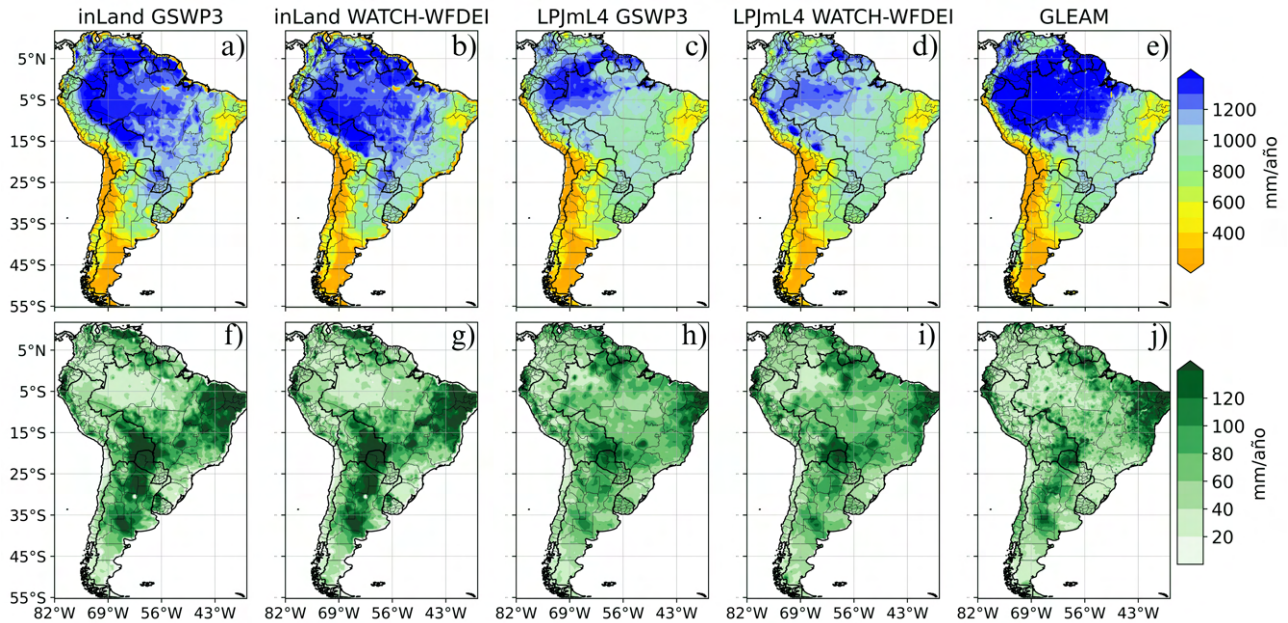 inLand GSWP3
inLand WATCH-WFDEI
LPJmL4 GSWP3
LPJmL4 WATCH-WFDEI
GLEAM
a)
b)
c)
d)
e)
5°N
5°S
15°S
25°S
35°S
45°S
55°S
1200
1000
800
600
400
mm/año
f)
g)
h)
i)
j)
5°N
5°S
15°S
25°S
35°S
45°S
55°S
120
100
80
60
40
20
mm/año
82°W 69°W 56°W 43°W 82°W 69°W 56°W 43°W 82°W 69°W 56°W 43°W 82°W 69°W 56°W 43°W 82°W 69°W 56°W 43°W